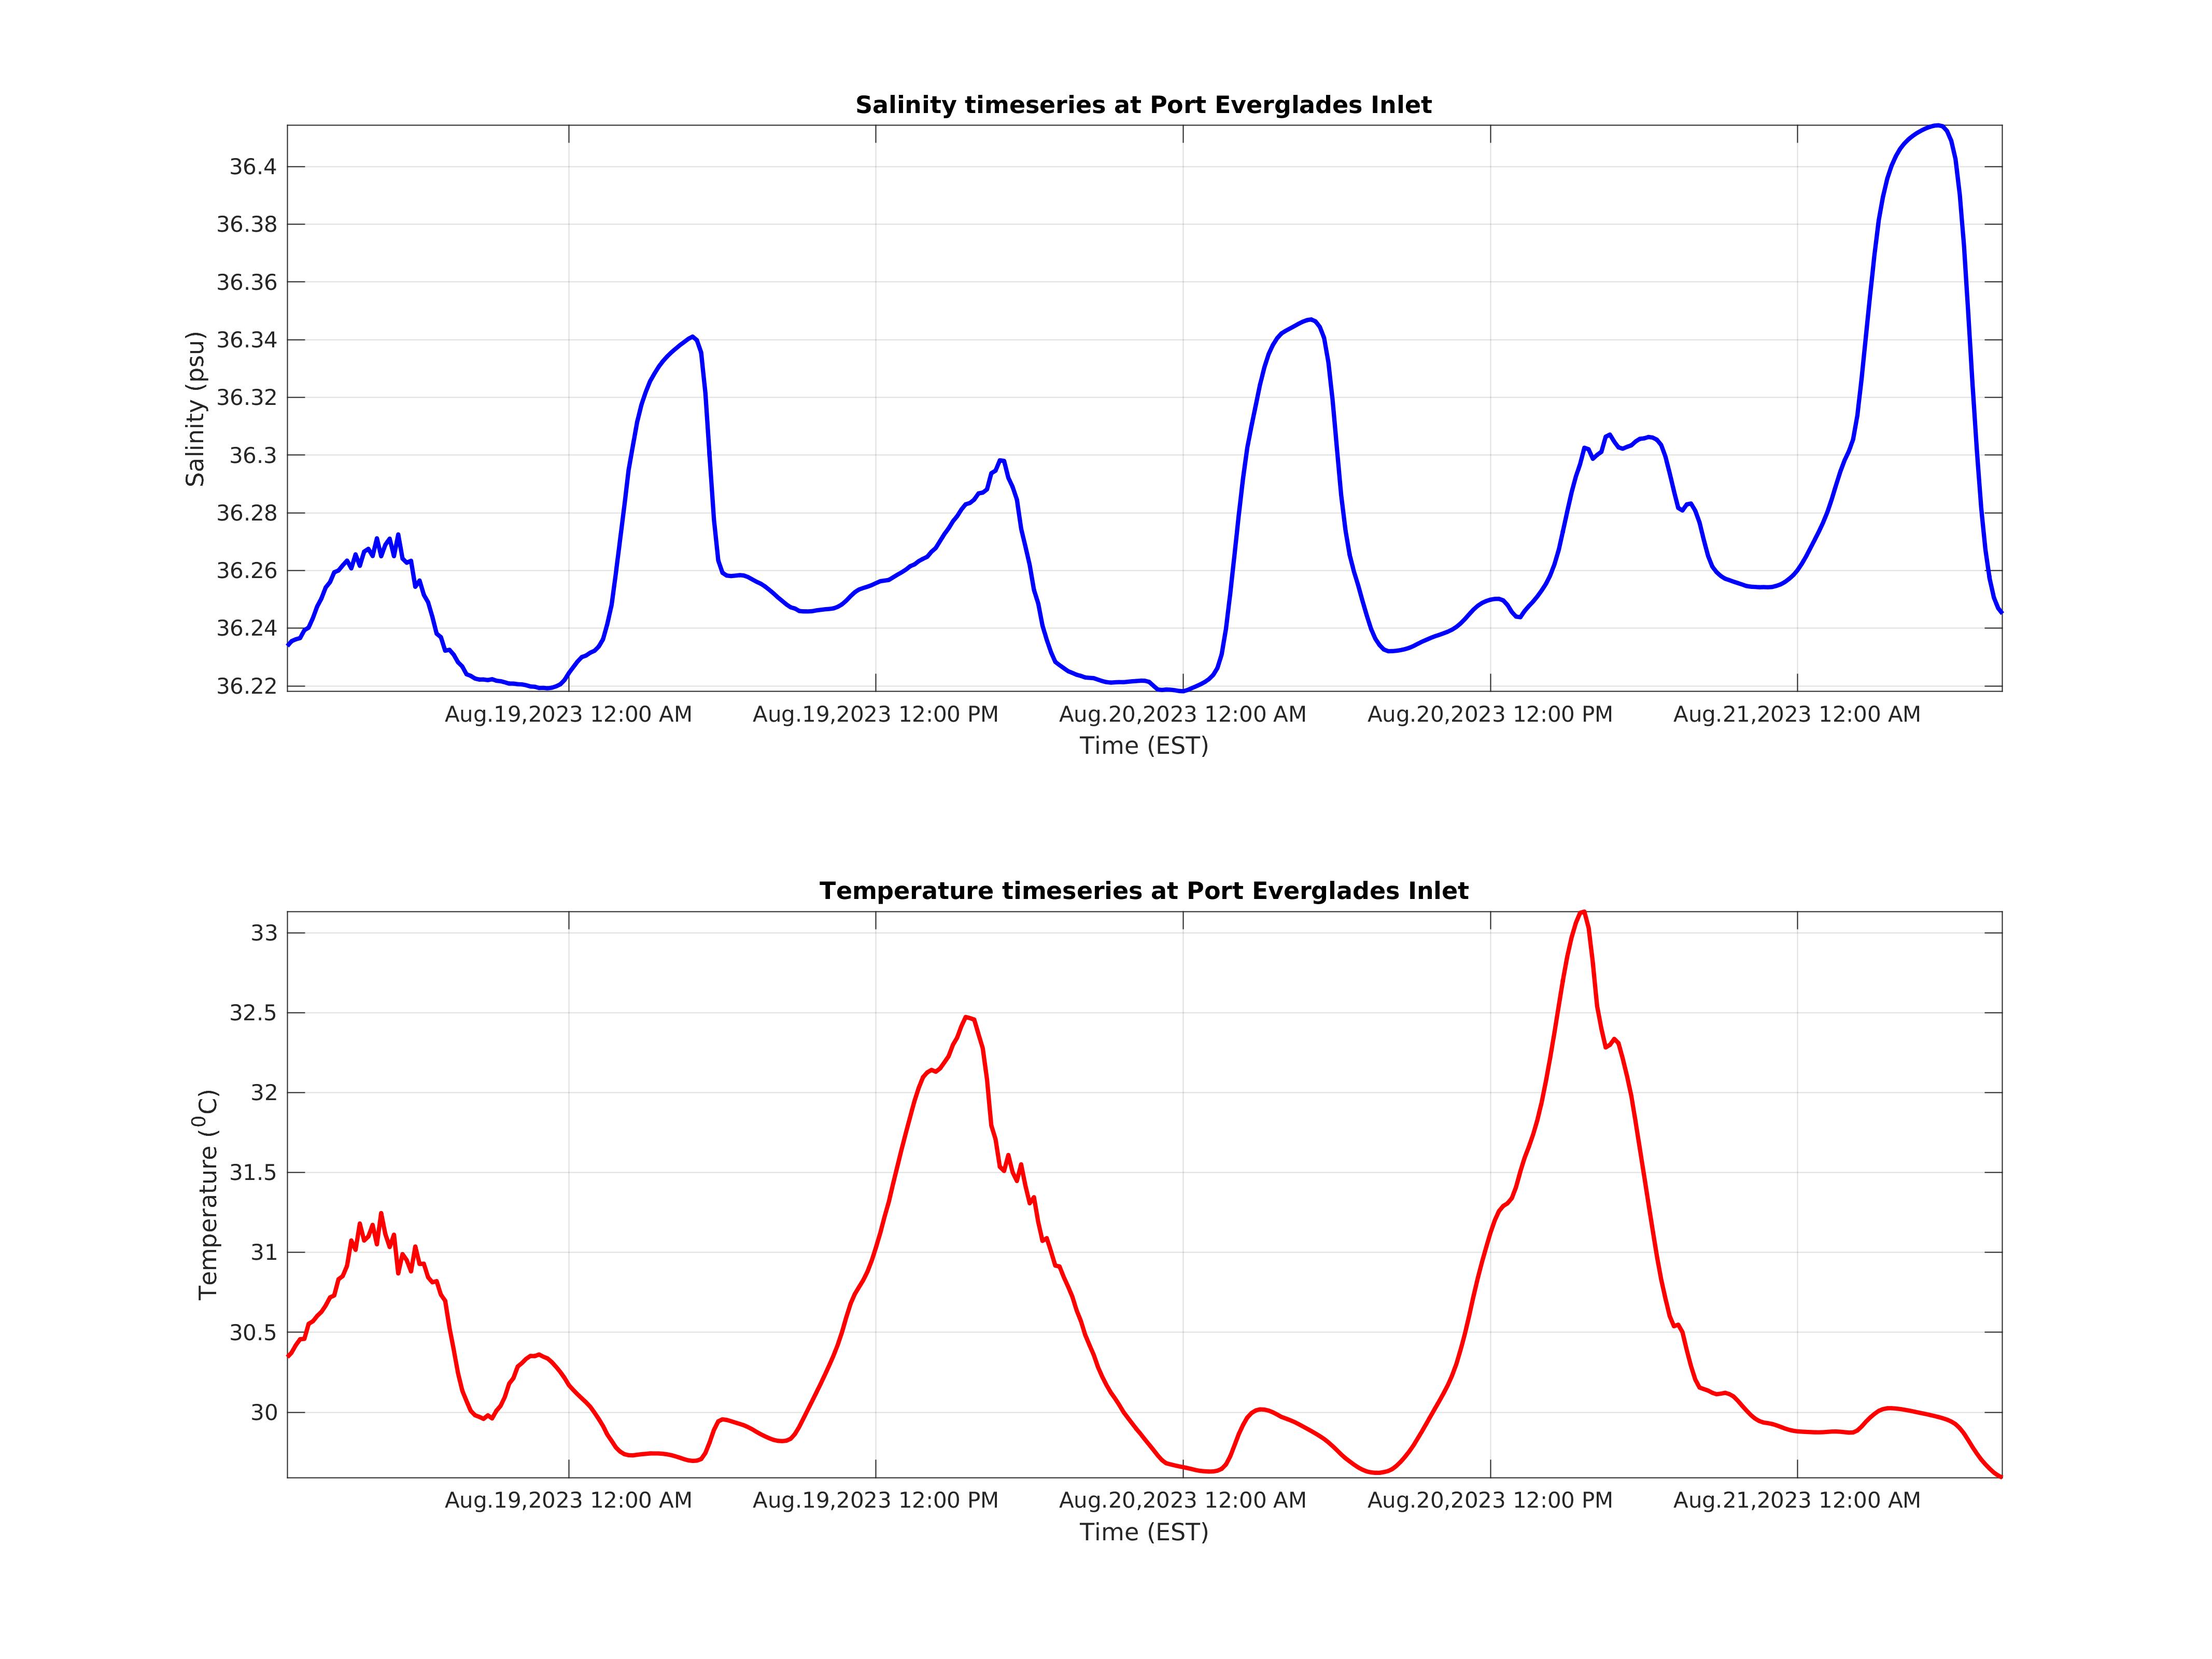 Salinity timeseries at Port Everglades Inlet
36.4
36.38
36.36
36.34
36.32
36.3
36.28
36.26
36.24
36.22
Salinity (psu)
Aug.19,2023 12:00 AM Aug.19,2023 12:00 PM Aug.20,2023 12:00 AM Aug.20,2023 12:00 PM Aug.21,2023 12:00 AM
Time (EST)
Temperature timeseries at Port Everglades Inlet
33
32.5
32
31.5
31
30.5
30
Temperature (⁰C)
Aug.19,2023 12:00 AM Aug.19,2023 12:00 PM Aug.20,2023 12:00 AM Aug.20,2023 12:00 PM Aug.21,2023 12:00 AM
Time (EST)